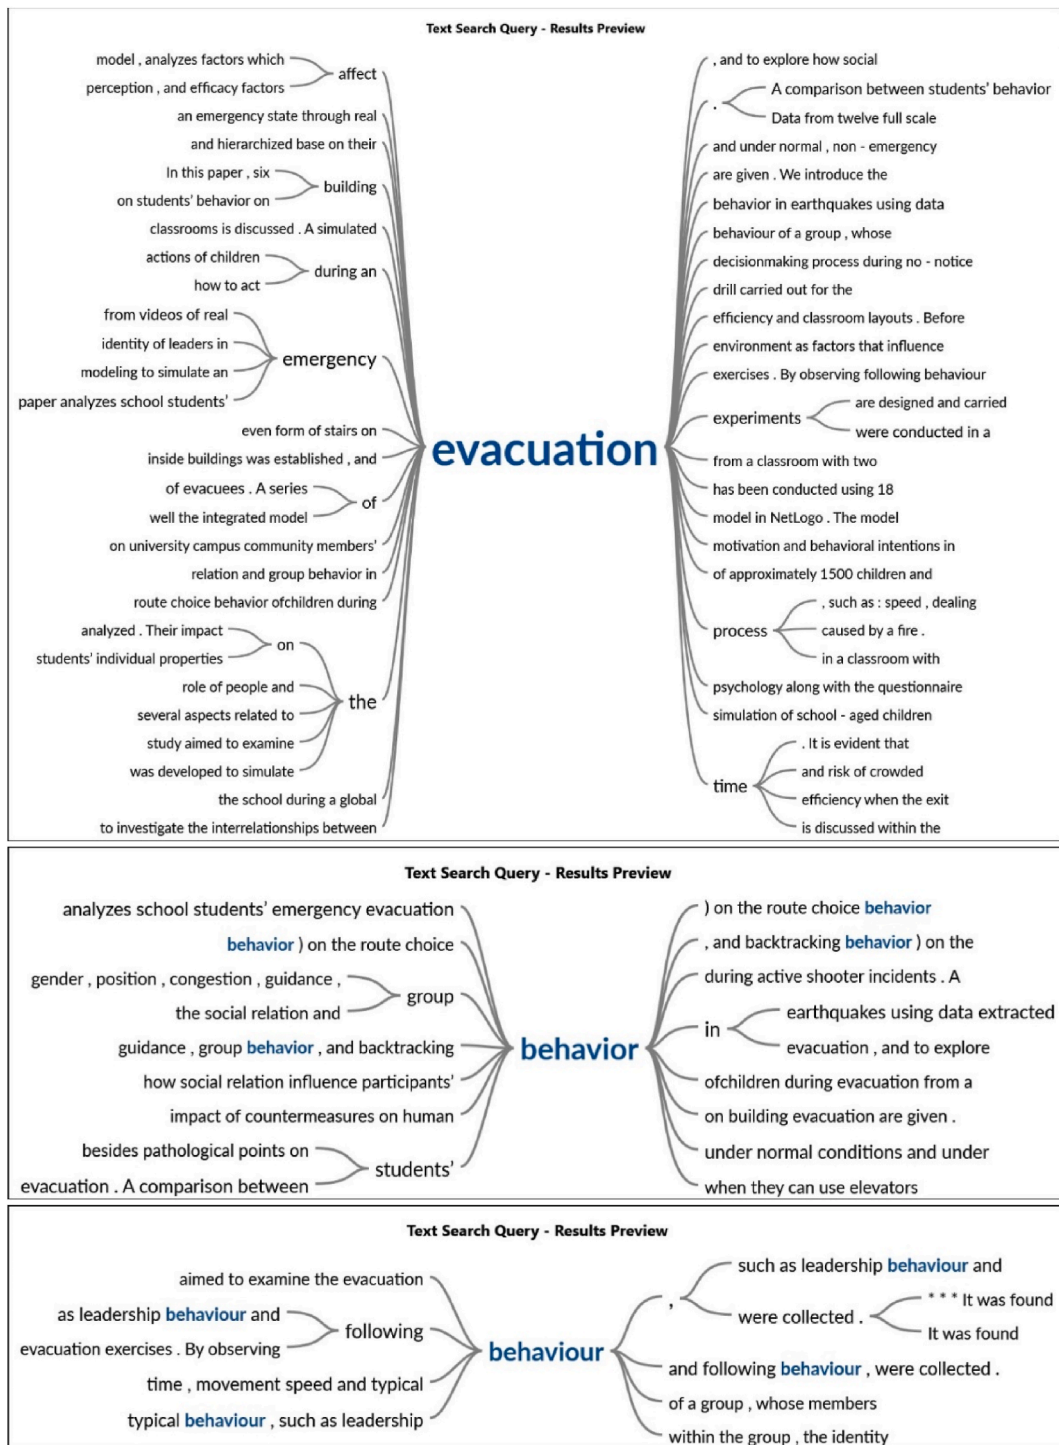 Text Search Query - Results Preview
model , analyzes factors which
perception , and efficacy factors
affect
an emergency state through real
and hierarchized base on their
In this paper , six
on students' behavior on
building
classrooms is discussed . A simulated
actions of children
how to act
during an
from videos of real
identity of leaders in
modeling to simulate an
paper analyzes school students'
emergency
even form of stairs on
inside buildings was established , and
of evacuees . A series
well the integrated model
of
on university campus community members'
relation and group behavior in
route choice behavior ofchildren during
analyzed . Their impact
students' individual properties
on
role of people and
several aspects related to
study aimed to examine
was developed to simulate
the
the school during a global
to investigate the interrelationships between
evacuation
, and to explore how social
.
A comparison between students' behavior
Data from twelve full scale
and under normal , non - emergency
are given . We introduce the
behavior in earthquakes using data
behaviour of a group , whose
decisionmaking process during no - notice
drill carried out for the
efficiency and classroom layouts . Before
environment as factors that influence
exercises . By observing following behaviour
experiments
are designed and carried
were conducted in a
from a classroom with two
has been conducted using 18
model in NetLogo . The model
motivation and behavioral intentions in
of approximately 1500 children and
process
, such as : speed , dealing
caused by a fire .
in a classroom with
psychology along with the questionnaire
simulation of school - aged children
time
. It is evident that
and risk of crowded
efficiency when the exit
is discussed within the
Text Search Query - Results Preview
analyzes school students' emergency evacuation
behavior ) on the route choice
gender , position , congestion , guidance ,
the social relation and
group
guidance , group behavior , and backtracking
how social relation influence participants'
impact of countermeasures on human
besides pathological points on
evacuation . A comparison between
students'
behavior
) on the route choice behavior
, and backtracking behavior ) on the
during active shooter incidents . A
in
earthquakes using data extracted
evacuation , and to explore
ofchildren during evacuation from a
on building evacuation are given .
under normal conditions and under
when they can use elevators
Text Search Query - Results Preview
aimed to examine the evacuation
as leadership behaviour and
evacuation exercises . By observing
following
time , movement speed and typical
typical behaviour , such as leadership
behaviour
,
such as leadership behaviour and
were collected .
* * * It was found
It was found
and following behaviour , were collected .
of a group , whose members
within the group , the identity